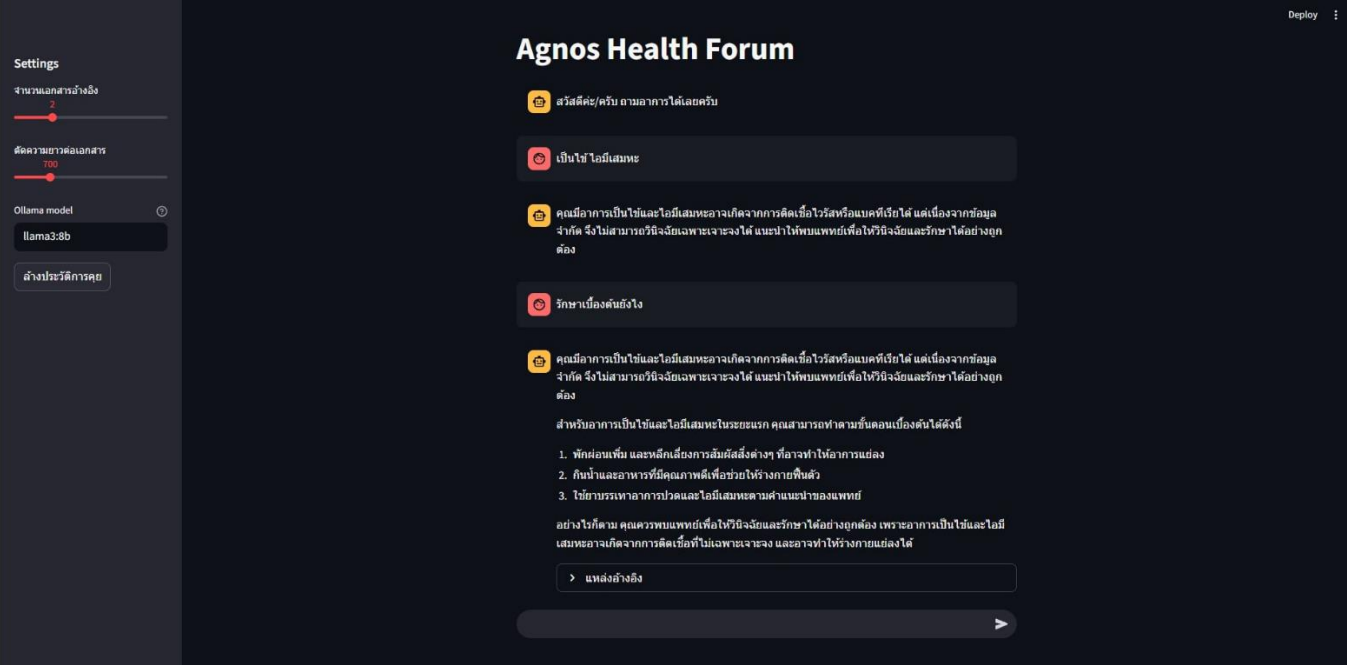 Deploy
Settings
จำนวนเอกสารอ้างอิง
2
ตัดความยาวต่อเอกสาร
700
Ollama model
llama3:8b
ล้างประวัติการคุย
Agnos Health Forum
สวัสดีค่ะ/ครับ ถามอาการได้เลยครับ
เป็นไข้ ไอมีเสมหะ
คุณมีอาการเป็นไข้และไอมีเสมหะอาจเกิดจากการติดเชื้อไวรัสหรือแบคทีเรียได้ แต่เนื่องจากข้อมูล
จำกัด จึงไม่สามารถวินิจฉัยเฉพาะเจาะจงได้ แนะนำให้พบแพทย์เพื่อให้วินิจฉัยและรักษาได้อย่างถูก
ต้อง
รักษาเบื้องต้นยังไง
คุณมีอาการเป็นไข้และไอมีเสมหะอาจเกิดจากการติดเชื้อไวรัสหรือแบคทีเรียได้ แต่เนื่องจากข้อมูล
จำกัด จึงไม่สามารถวินิจฉัยเฉพาะเจาะจงได้ แนะนำให้พบแพทย์เพื่อให้วินิจฉัยและรักษาได้อย่างถูก
ต้อง
สำหรับอาการเป็นไข้และไอมีเสมหะในระยะแรก คุณสามารถทำตามขั้นตอนเบื้องต้นได้ดังนี้
1. พักผ่อนเพิ่ม และหลีกเลี่ยงการสัมผัสสิ่งต่างๆ ที่อาจทำให้อาการแย่ลง
2. กินน้ำและอาหารที่มีคุณภาพดีเพื่อช่วยให้ร่างกายฟื้นตัว
3. ใช้ยาบรรเทาอาการปวดและไอมีเสมหะตามคำแนะนำของแพทย์
อย่างไรก็ตาม คุณควรพบแพทย์เพื่อให้วินิจฉัยและรักษาได้อย่างถูกต้อง เพราะอาการเป็นไข้และไอมี
เสมหะอาจเกิดจากการติดเชื้อที่ไม่เฉพาะเจาะจง และอาจทำให้ร่างกายแย่ลงได้
แหล่งอ้างอิง